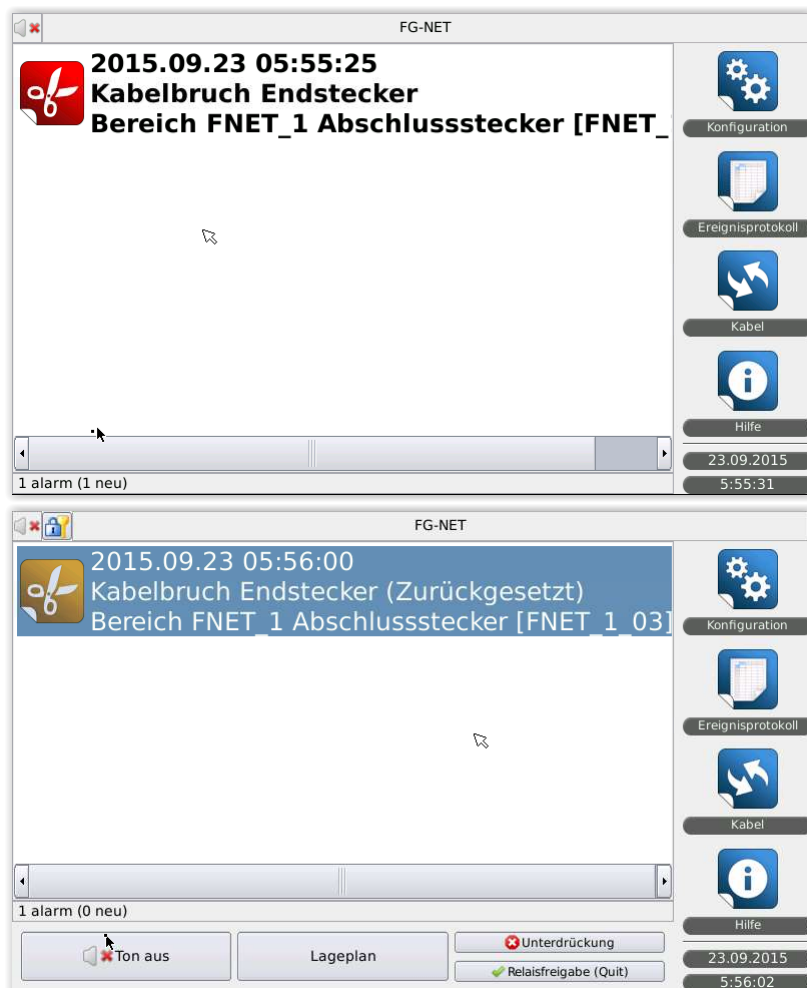 FG-NET
2015.09.23 05:55:25
Kabelbruch Endstecker
Bereich FNET_1 Abschlussstecker [FNET_
Konfiguration
Ereignisprotokoll
Kabel
Hilfe
1 alarm (1 neu)
23.09.2015
5:55:31
FG-NET
2015.09.23 05:56:00
Kabelbruch Endstecker (Zurückgesetzt)
Bereich FNET_1 Abschlussstecker [FNET_1_03]
Konfiguration
Ereignisprotokoll
Kabel
Hilfe
1 alarm (0 neu)
Ton aus
Lageplan
Unterdrückung
Relaisfreigabe (Quit)
23.09.2015
5:56:02